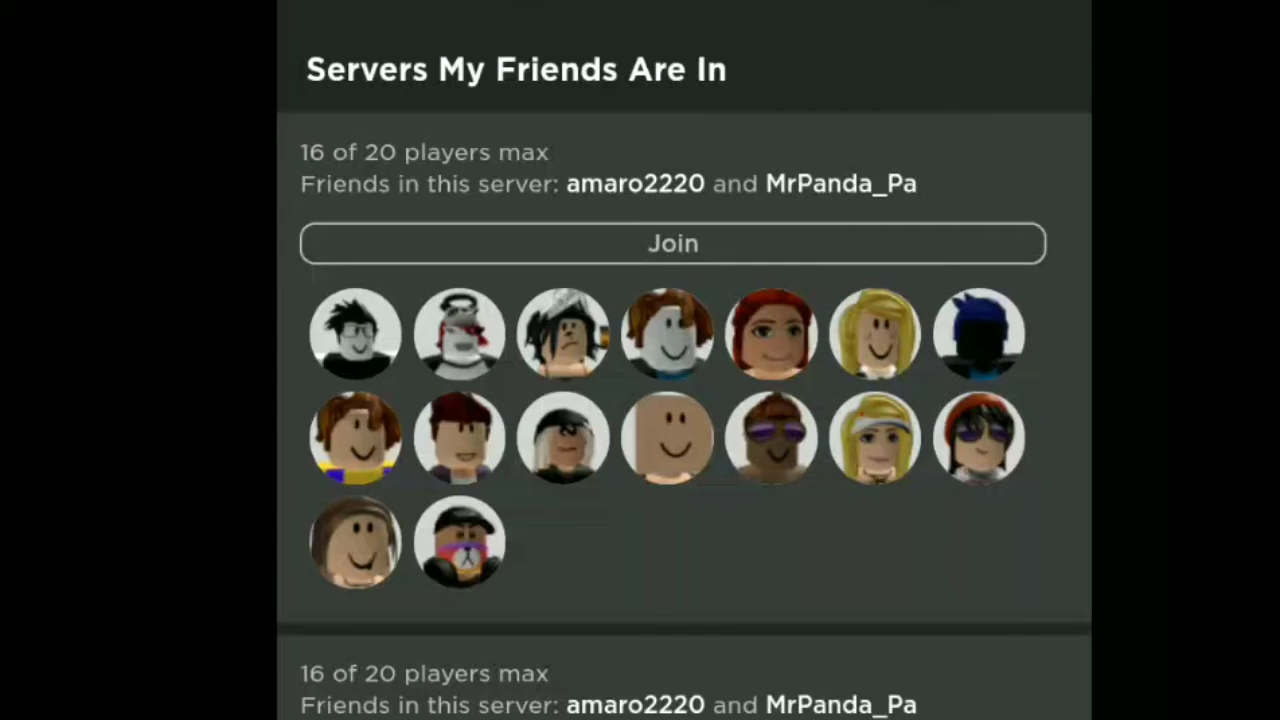 Servers My Friends Are In
16 of 20 players max
Friends in this server: amaro2220 and MrPanda_Pa
Join
16 of 20 players max
Friends in this server: amaro2220 and MrPanda_Pa